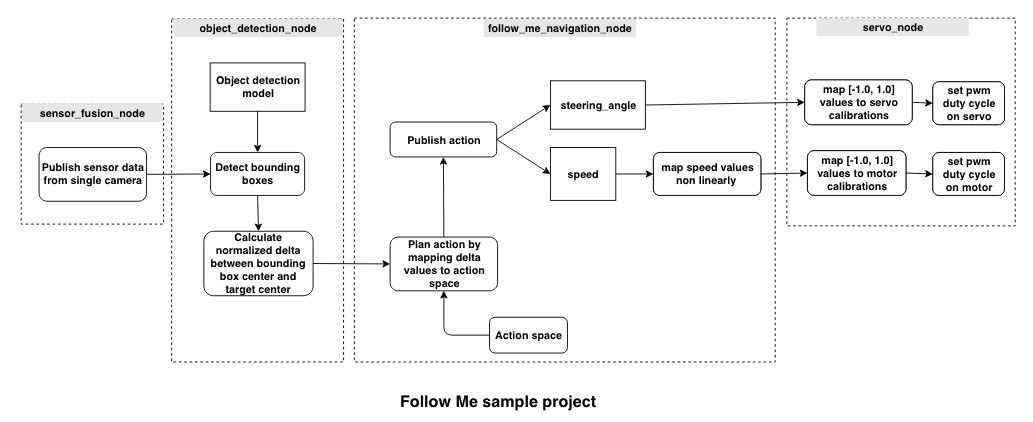 sensor_fusion_node
Publish sensor data
from single camera
object_detection_node
Object detection
model
Detect bounding
boxes
Calculate
normalized delta
between bounding
box center and
target center
follow_me_navigation_node
Publish action
steering_angle
speed
map speed values
non linearly
Plan action by
mapping delta
values to action
space
Action space
servo_node
map [-1.0, 1.0]
values to servo
calibrations
set pwm
duty cycle
on servo
map [-1.0, 1.0]
values to motor
calibrations
set pwm
duty cycle
on motor
Follow Me sample project